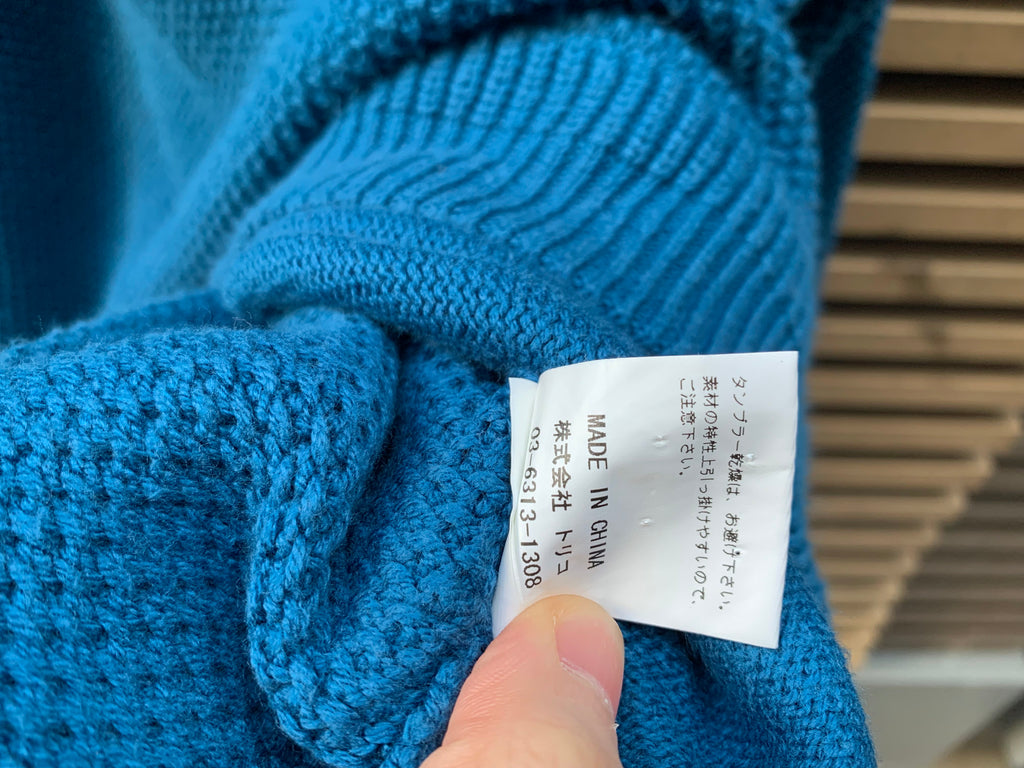 タンブラー乾燥は、お避け下さい。
素材の特性上引っ掛けやすいので、
ご注意下さい。
MADE IN CHINA
株式会社 トリコ
03-6313-1308